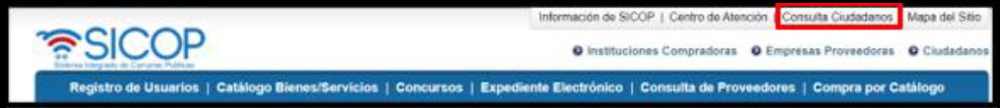 Información de SICOP | Centro de Atención | Consulta Ciudadanos | Mapa del Sitio
SICOP
Sistema Integrado de Compras Públicas
Instituciones Compradoras Empresas Proveedoras Ciudadanos
Registro de Usuarios | Catálogo Bienes/Servicios | Concursos | Expediente Electrónico | Consulta de Proveedores | Compra por Catálogo